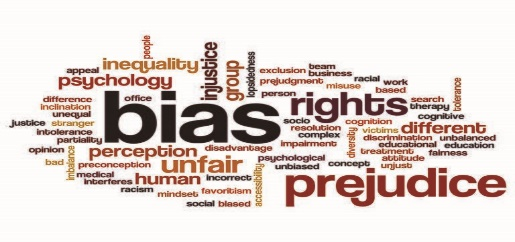 people
inequality
appeal
psychology
injustice
group
lopsidedness
exclusion
team
business
prejudgment
misuse
racial
work
based
tolerance
difference
office
inclination
unequal
justice
stranger
intolerance
partiality
bias
person
rights
search
therapy
cognitive
socio
resolution
complex
impairment
cognition
victims
different
diversity
discrimination
unbalanced
educational
education
treatment
fairness
attitude
unjust
opinion
perception
disadvantage
bad
imbalance
preconception
unfair
psychological
unbiased
concept
medical
interferes
human
incorrect
accessibility
racism
mindset
favoritism
social
biased
prejudice